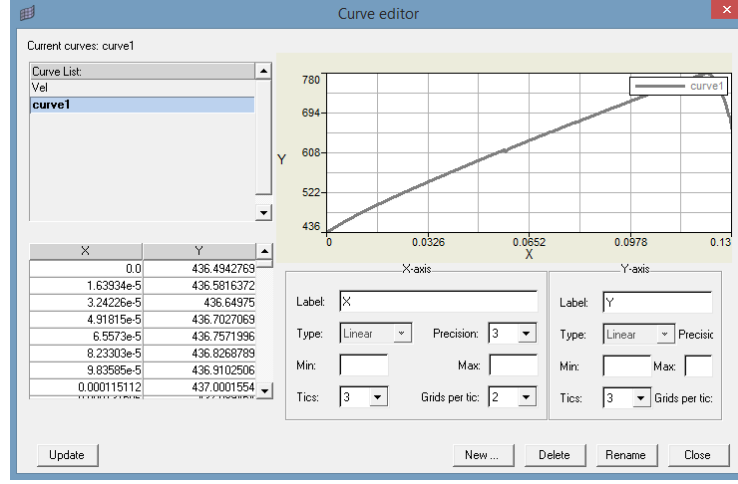 Curve editor
Current curves: curve1
Curve List:
Vel
curve1
780
694
608
522
436
Y
curve1
0
0.0326
0.0652
0.0978
0.13
X
X Y
0.0 436.4942769
1.63934e-5 436.5816372
3.24226e-5 436.64975
4.91815e-5 436.7027069
6.5573e-5 436.7571996
8.23303e-5 436.8268789
9.83585e-5 436.9102506
0.000115112 437.0001554
X-axis
Label: X
Type: Linear Precision: 3
Min: Max:
Tics: 3 Grids per tic: 2
Y-axis
Label: Y
Type: Linear Precisic
Min: Max:
Tics: 3 Grids per tic:
Update New ... Delete Rename Close